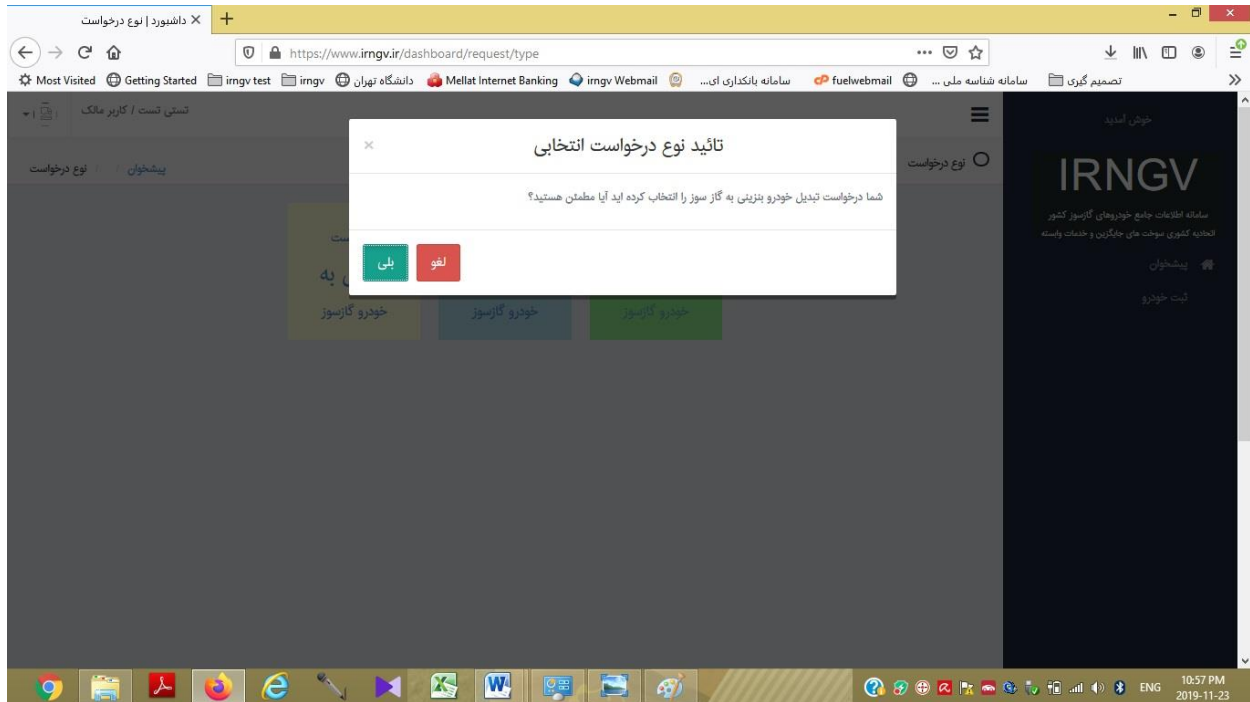 داشبورد | نوع درخواست
https://www.irngv.ir/dashboard/request/type
Most Visited
Getting Started
irngv test
irngv
دانشگاه تهران
Mellat Internet Banking
irngv Webmail
سامانه بانکداری ای...
fuelwebmail
سامانه شناسه ملی ...
تصمیم گیری
تستی تست / کاربر مالک
خوش آمدید
IRNGV
سامانه اطلاعات جامع خودروهای گازسوز کشور
اتحادیه کشوری سوخت های جایگزین و خدمات وابسته
پیشخوان
ثبت خودرو
نوع درخواست
پیشخوان / نوع درخواست
تائید نوع درخواست انتخابی
×
شما درخواست تبدیل خودرو بنزینی به گاز سوز را انتخاب کرده اید آیا مطمئن هستید؟
لغو
بلی
به
خودرو گازسوز
خودرو گازسوز
خودرو گازسوز
ENG
10:57 PM
2019-11-23